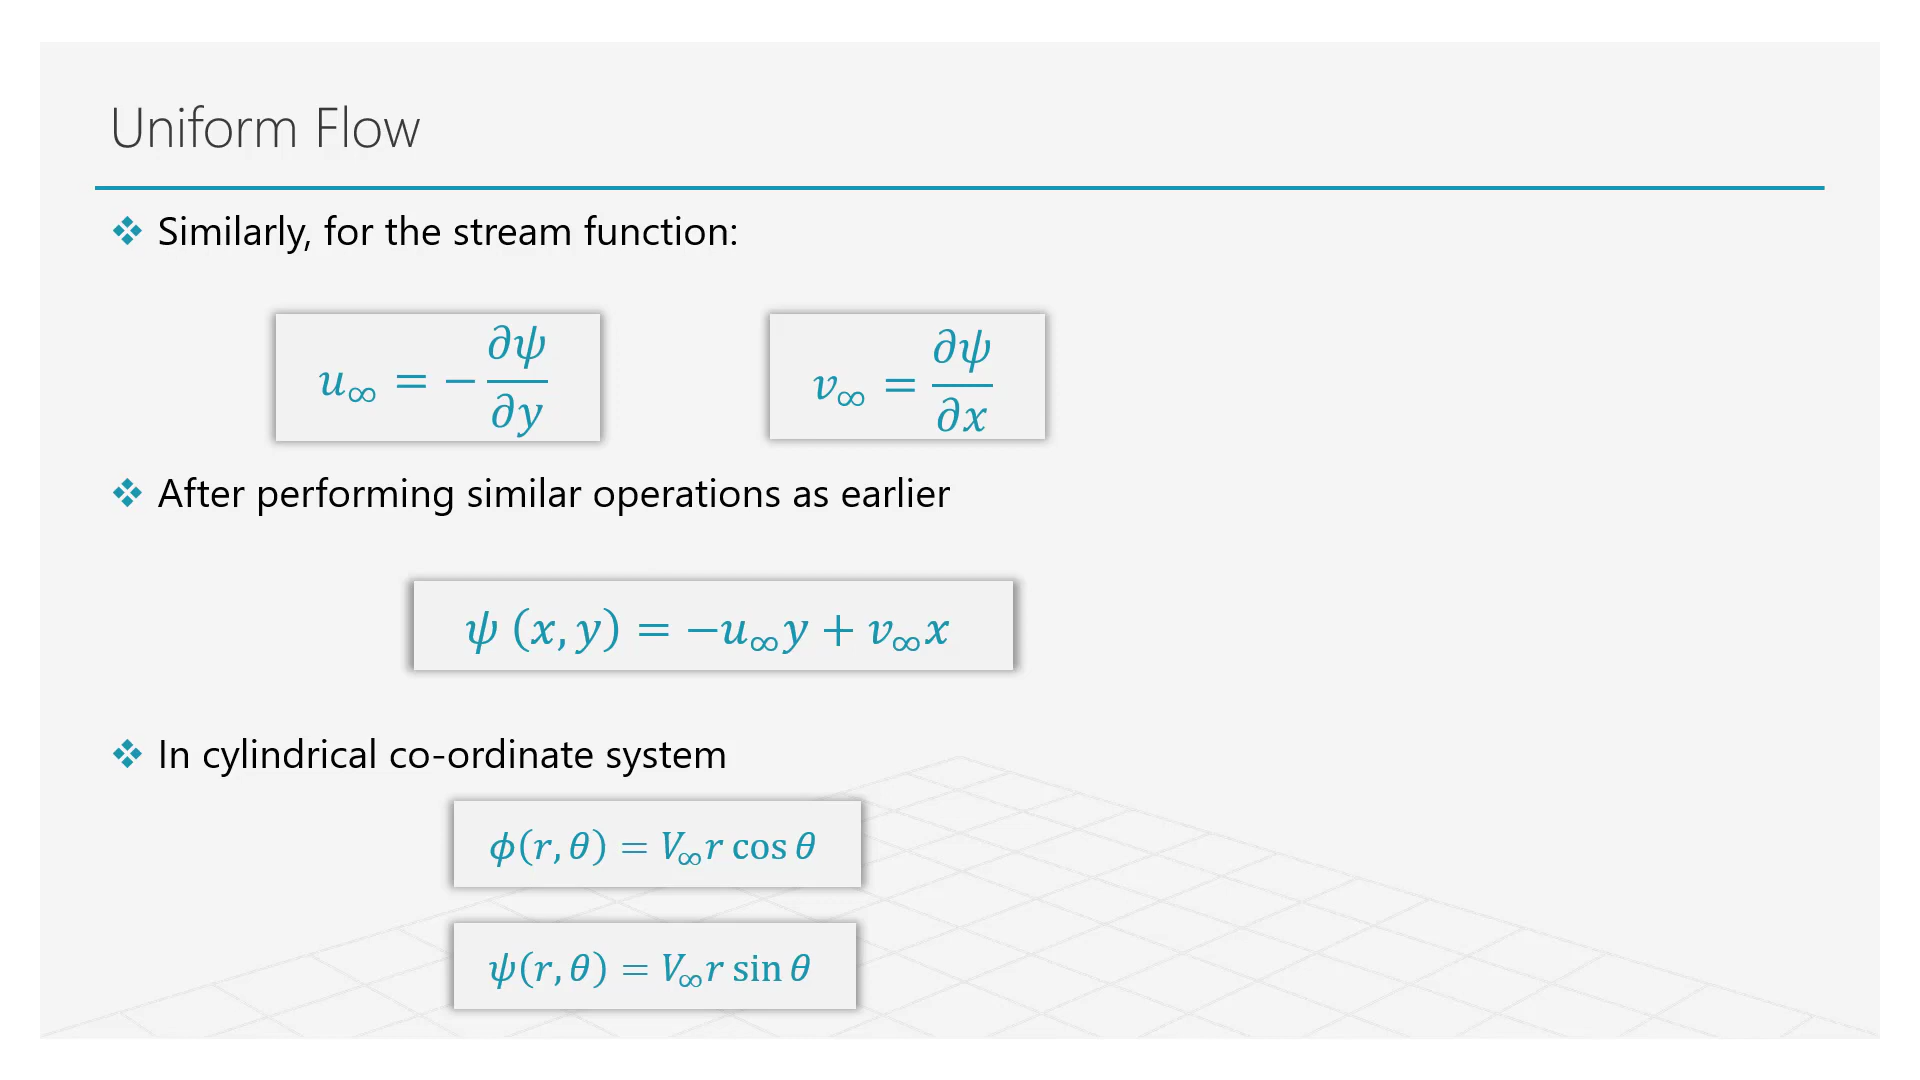 Uniform Flow
❖ Similarly, for the stream function:
u∞ = −∂ψ/∂y v∞ = ∂ψ/∂x
❖ After performing similar operations as earlier
ψ (x, y) = −u∞y + v∞x
❖ In cylindrical co-ordinate system
ϕ(r, θ) = V∞r cos θ
ψ(r, θ) = V∞r sin θ